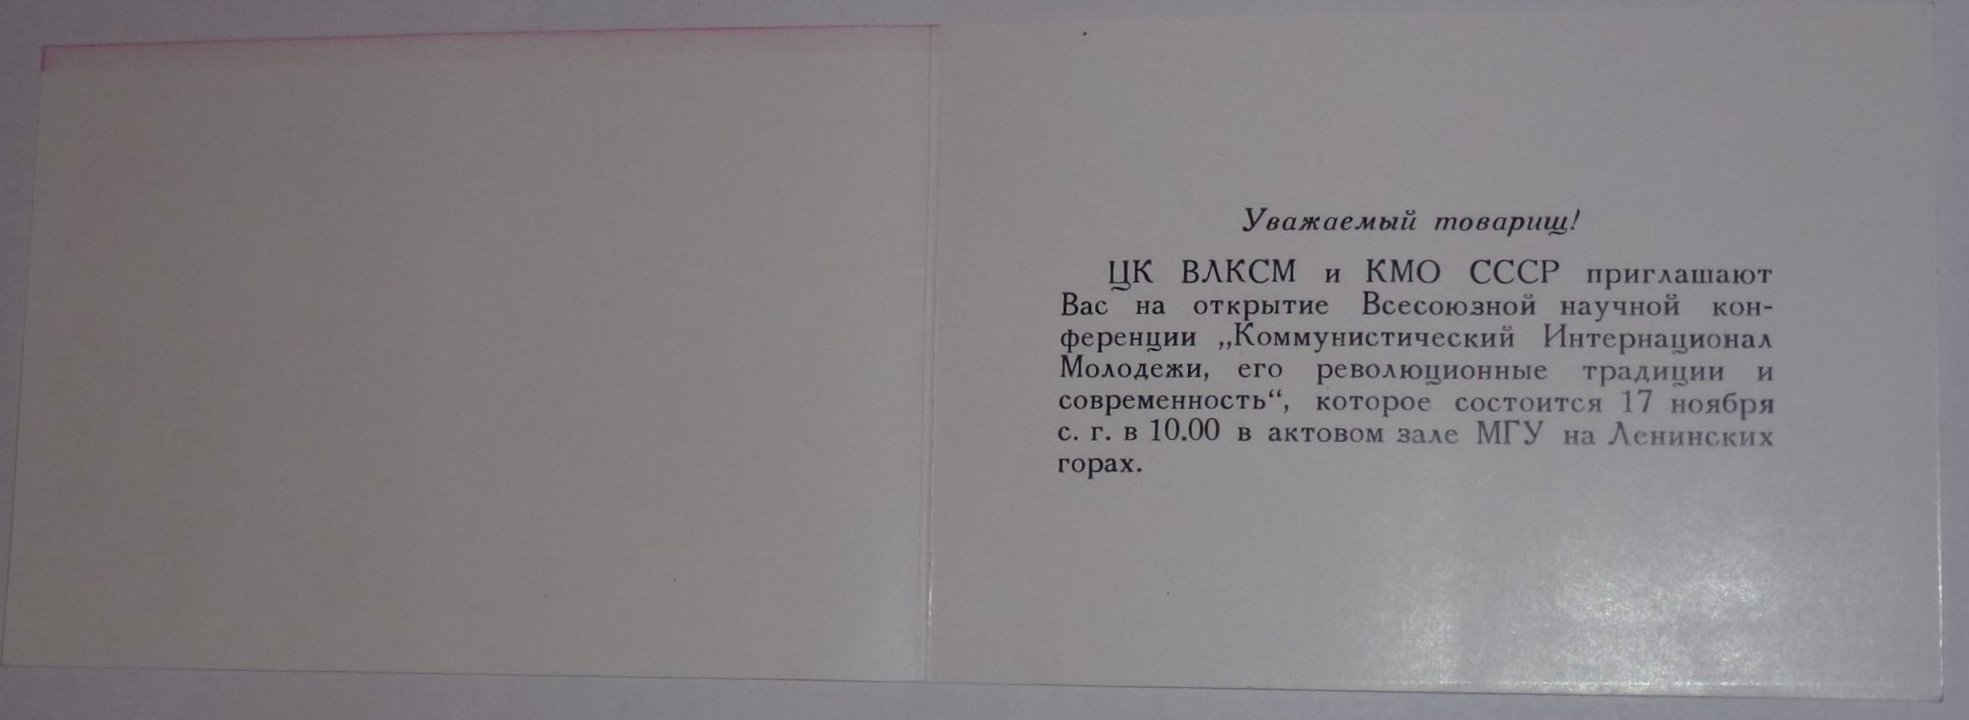 Уважаемый товарищ!
ЦК ВЛКСМ и КМО СССР приглашают
Вас на открытие Всесоюзной научной кон-
ференции „Коммунистический Интернационал
Молодежи, его революционные традиции и
современность“, которое состоится 17 ноября
с. г. в 10.00 в актовом зале МГУ на Ленинских
горах.